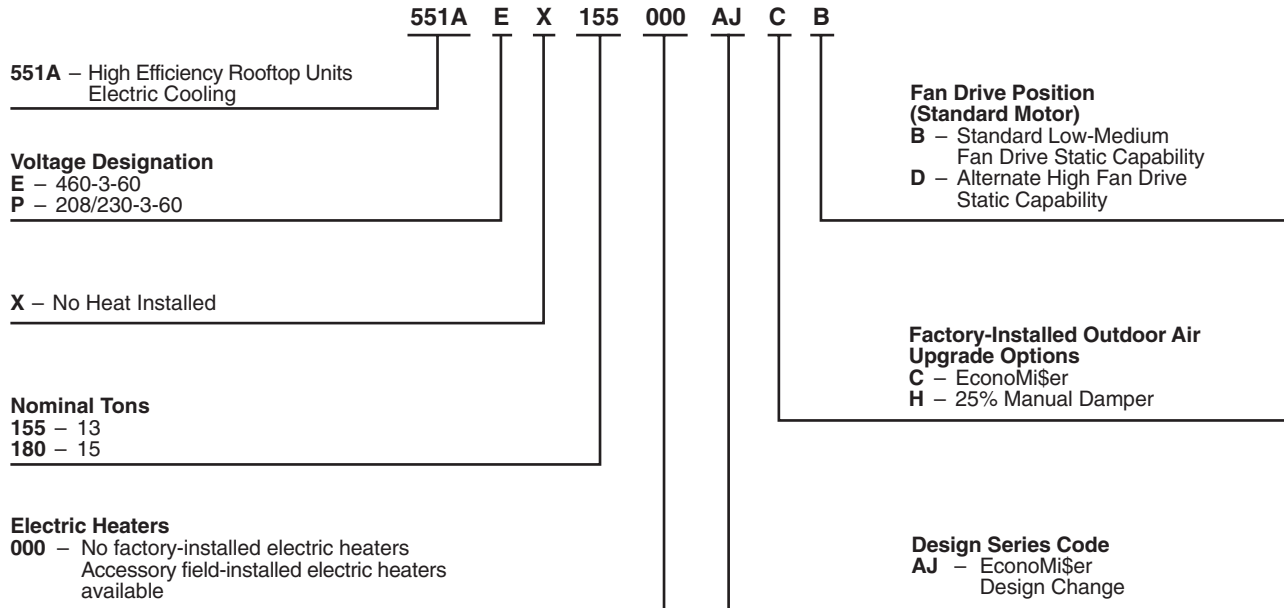 551A E X 155 000 AJ C B
551A – High Efficiency Rooftop Units
Electric Cooling
Voltage Designation
E – 460-3-60
P – 208/230-3-60
X – No Heat Installed
Nominal Tons
155 – 13
180 – 15
Electric Heaters
000 – No factory-installed electric heaters
Accessory field-installed electric heaters
available
Fan Drive Position
(Standard Motor)
B – Standard Low-Medium
Fan Drive Static Capability
D – Alternate High Fan Drive
Static Capability
Factory-Installed Outdoor Air
Upgrade Options
C – EconoMi$er
H – 25% Manual Damper
Design Series Code
AJ – EconoMi$er
Design Change